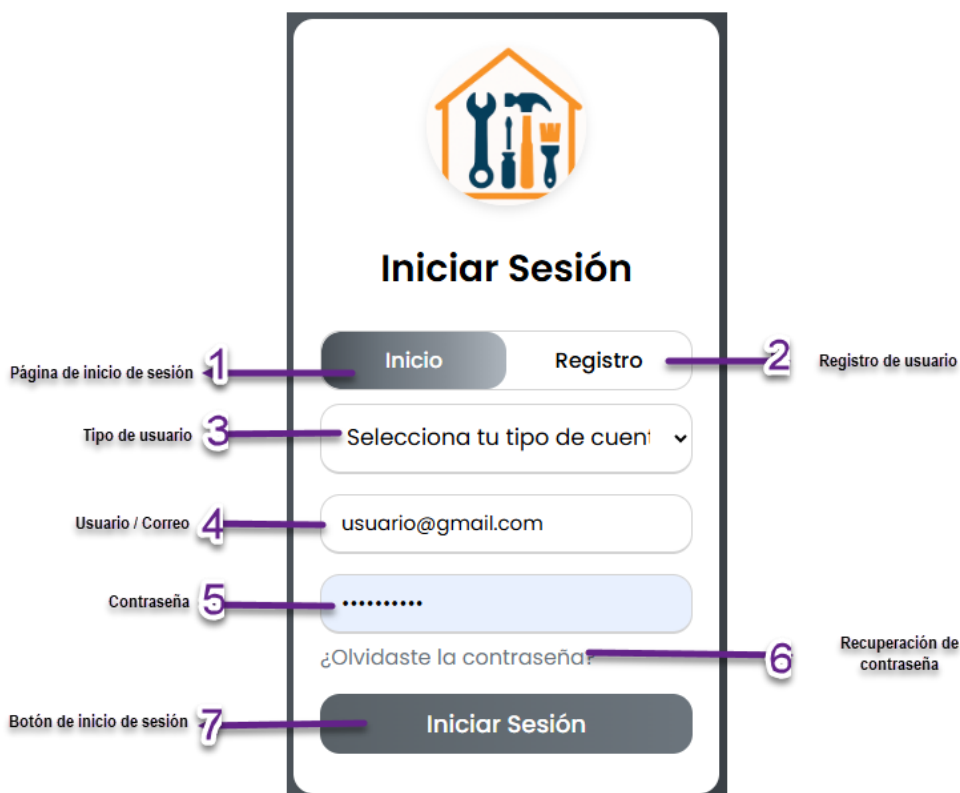 Iniciar Sesión
Inicio
Registro
Página de inicio de sesión 1
2 Registro de usuario
Tipo de usuario 3
Selecciona tu tipo de cuent
Usuario / Correo 4
usuario@gmail.com
Contraseña 5
••••••••••
¿Olvidaste la contraseña?
6
Recuperación de
contraseña
Botón de inicio de sesión 7
Iniciar Sesión